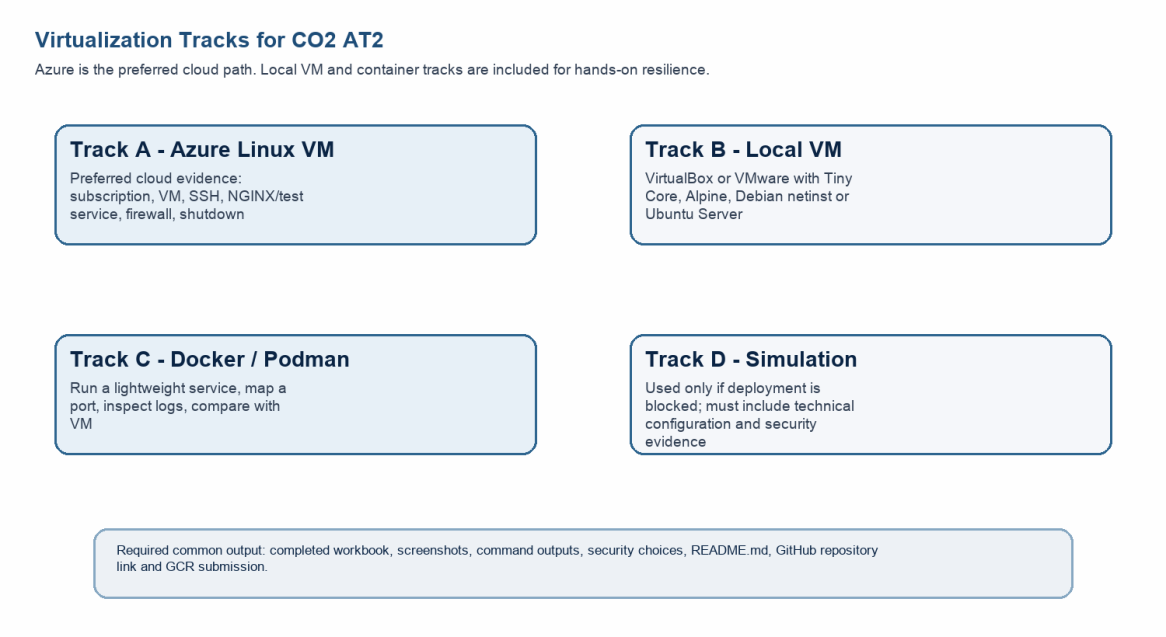 Virtualization Tracks for CO2 AT2
Azure is the preferred cloud path. Local VM and container tracks are included for hands-on resilience.
Track A - Azure Linux VM
Preferred cloud evidence:
subscription, VM, SSH, NGINX/test
service, firewall, shutdown
Track B - Local VM
VirtualBox or VMware with Tiny
Core, Alpine, Debian netinst or
Ubuntu Server
Track C - Docker / Podman
Run a lightweight service, map a
port, inspect logs, compare with
VM
Track D - Simulation
Used only if deployment is
blocked; must include technical
configuration and security
evidence
Required common output: completed workbook, screenshots, command outputs, security choices, README.md, GitHub repository
link and GCR submission.